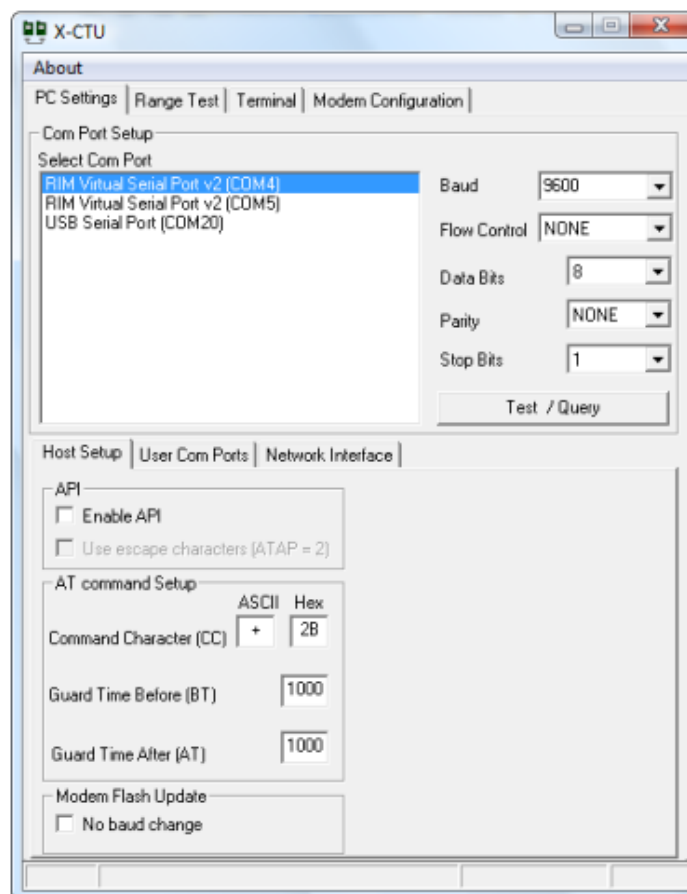 X-CTU
About
PC Settings Range Test Terminal Modem Configuration
Com Port Setup
Select Com Port
RIM Virtual Serial Port v2 (COM4)
RIM Virtual Serial Port v2 (COM5)
USB Serial Port (COM20)
Baud 9600
Flow Control NONE
Data Bits 8
Parity NONE
Stop Bits 1
Test / Query
Host Setup User Com Ports Network Interface
API
Enable API
Use escape characters (ATAP = 2)
AT command Setup
ASCII Hex
Command Character (CC) + 2B
Guard Time Before (BT) 1000
Guard Time After (AT) 1000
Modem Flash Update
No baud change